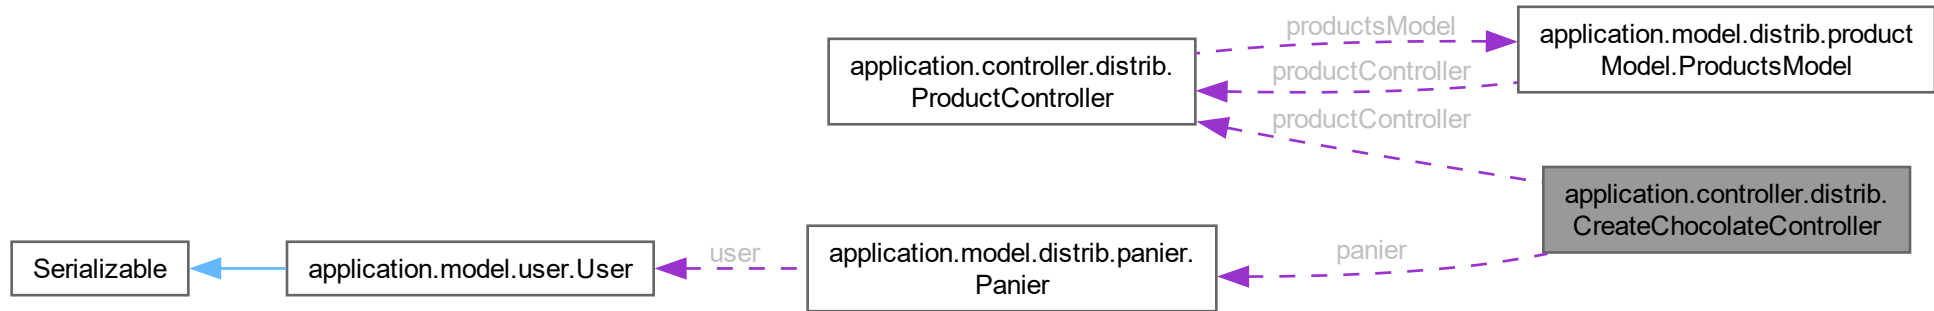 productsModel
application.model.distrib.product
Model.ProductsModel
application.controller.distrib.
ProductController
productController
productController
application.controller.distrib.
CreateChocolateController
Serializable
application.model.user.User
user
application.model.distrib.panier.
Panier
panier